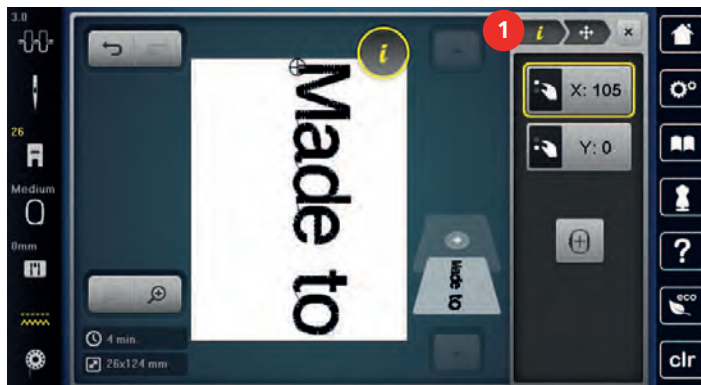 3.0
1
i
i
X: 105
Y: 0
26
Medium
0mm
Made to
Made to
?
eco
4 min.
26x124 mm
clr